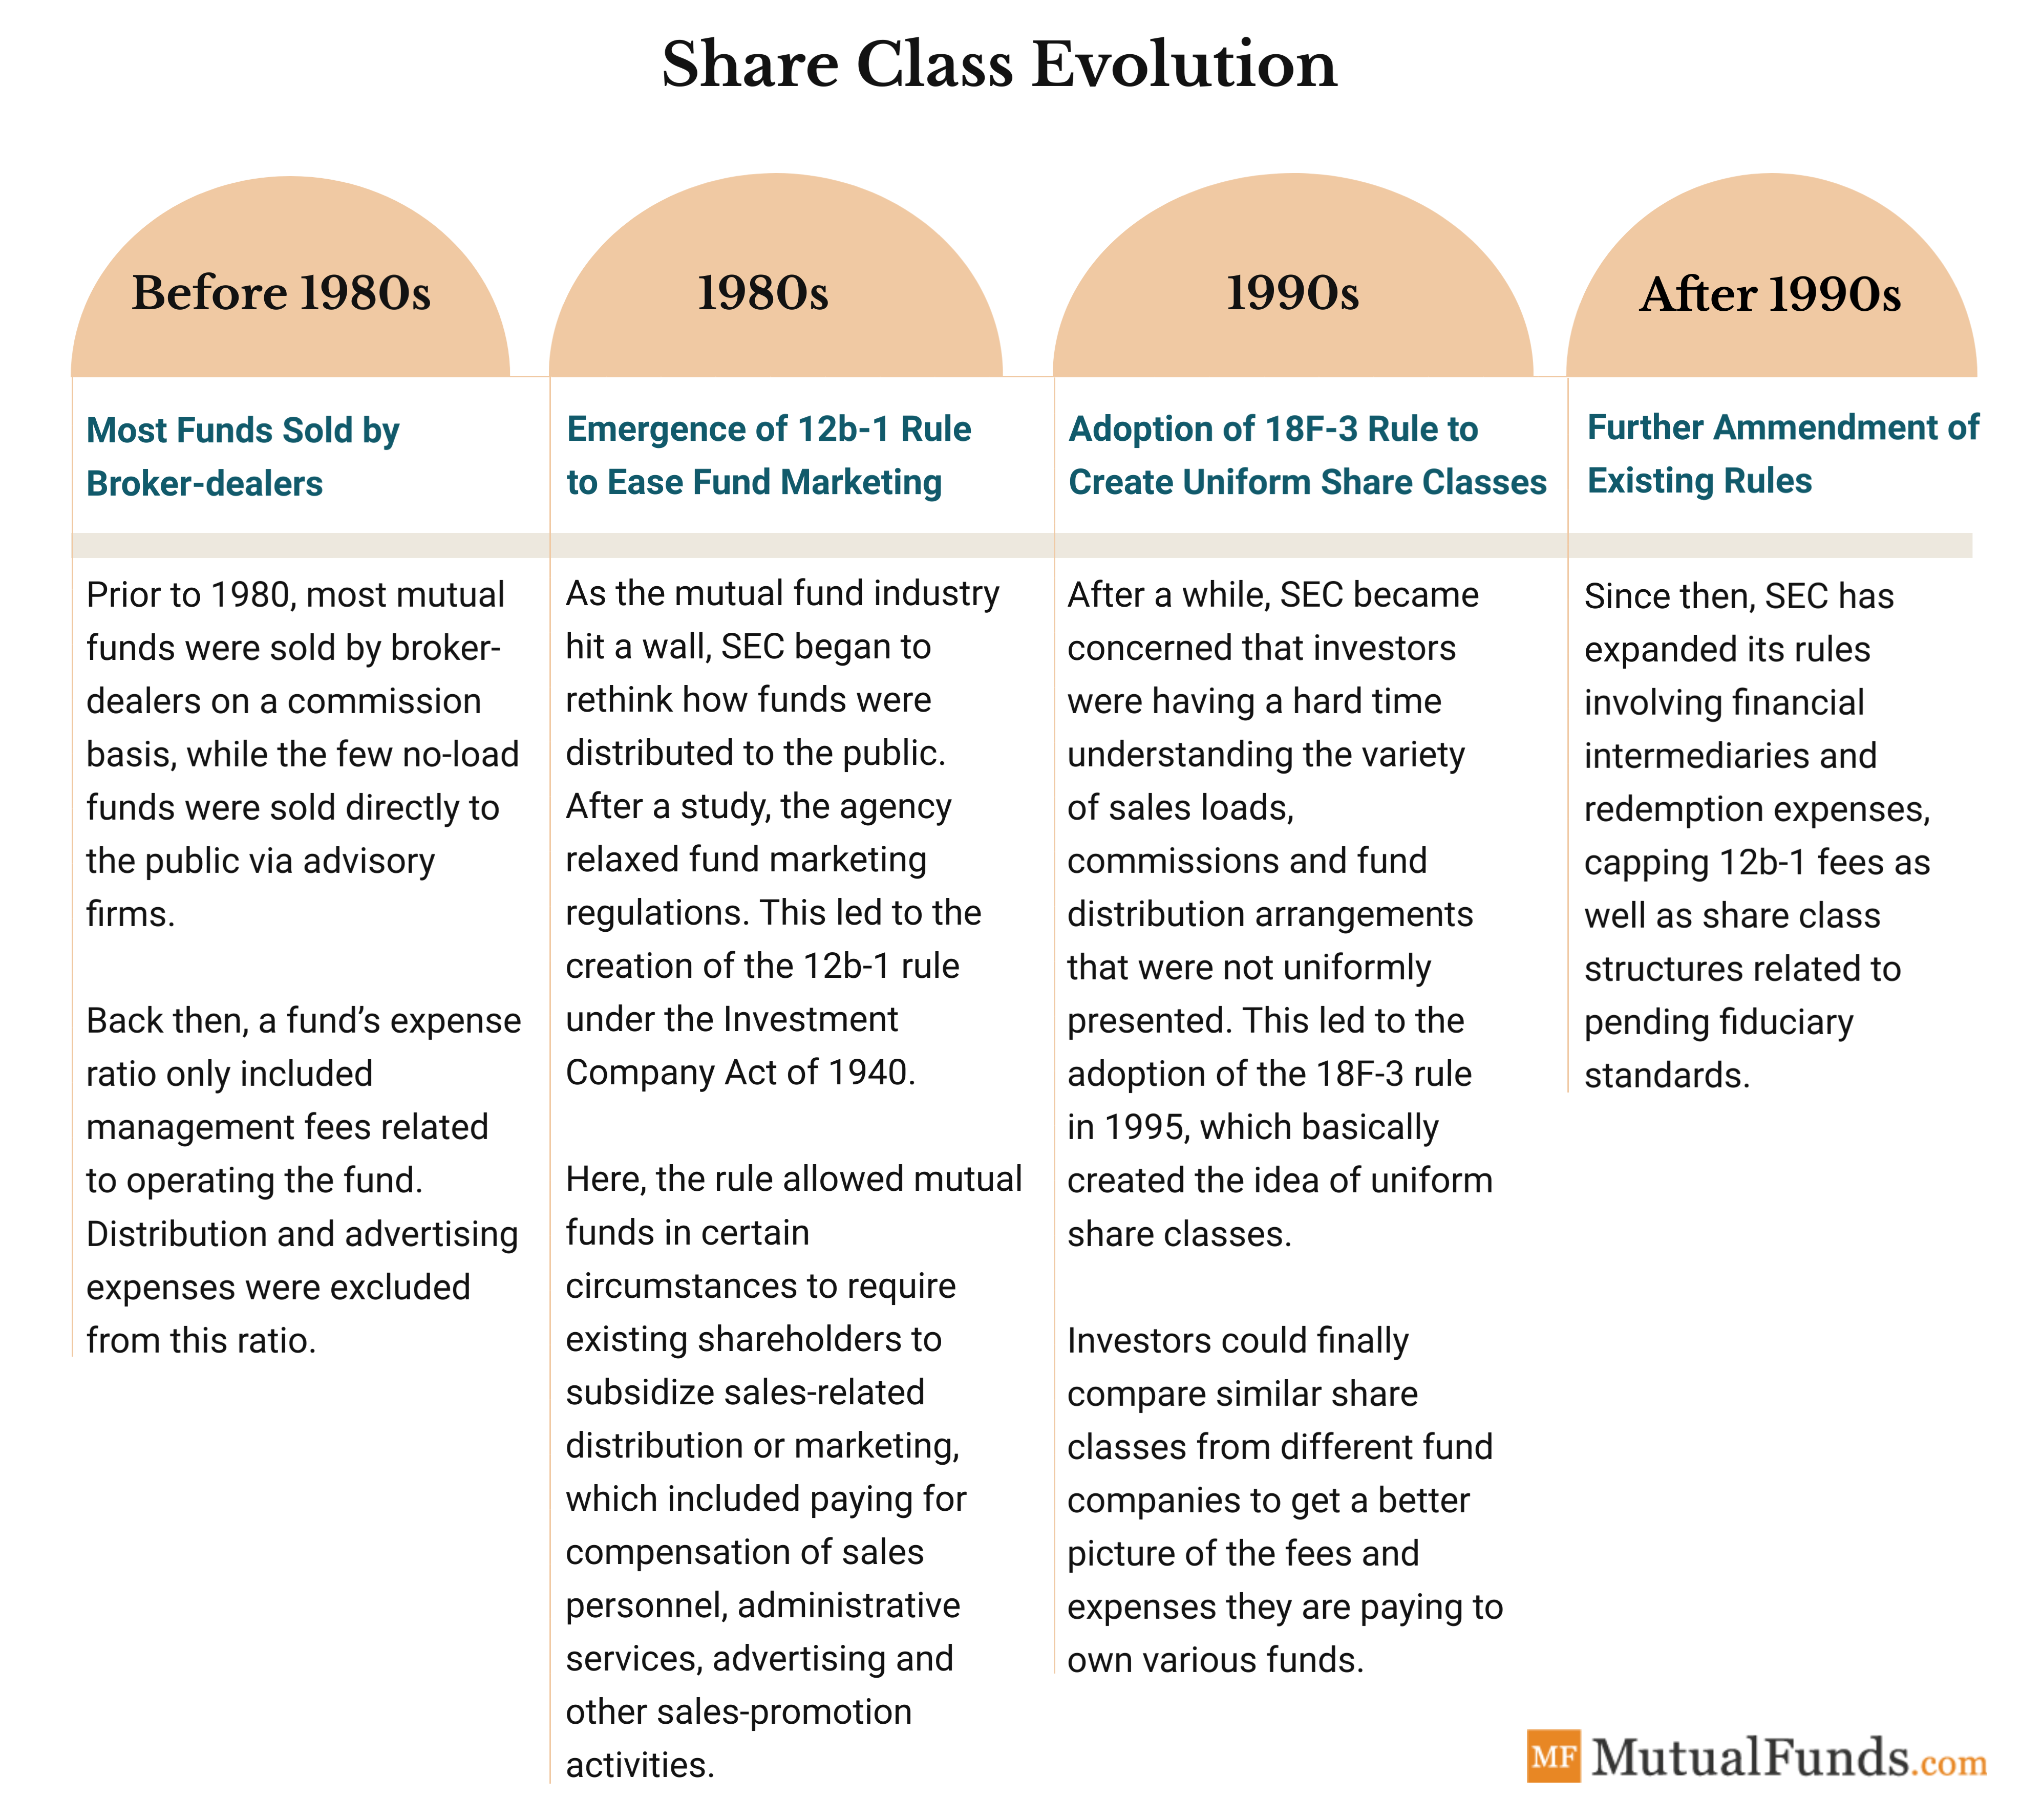 Share Class Evolution
Before 1980s
Most Funds Sold by
Broker-dealers
Prior to 1980, most mutual
funds were sold by broker-
dealers on a commission
basis, while the few no-load
funds were sold directly to
the public via advisory
firms.
Back then, a fund’s expense
ratio only included
management fees related
to operating the fund.
Distribution and advertising
expenses were excluded
from this ratio.
1980s
Emergence of 12b-1 Rule
to Ease Fund Marketing
As the mutual fund industry
hit a wall, SEC began to
rethink how funds were
distributed to the public.
After a study, the agency
relaxed fund marketing
regulations. This led to the
creation of the 12b-1 rule
under the Investment
Company Act of 1940.
Here, the rule allowed mutual
funds in certain
circumstances to require
existing shareholders to
subsidize sales-related
distribution or marketing,
which included paying for
compensation of sales
personnel, administrative
services, advertising and
other sales-promotion
activities.
1990s
Adoption of 18F-3 Rule to
Create Uniform Share Classes
After a while, SEC became
concerned that investors
were having a hard time
understanding the variety
of sales loads,
commissions and fund
distribution arrangements
that were not uniformly
presented. This led to the
adoption of the 18F-3 rule
in 1995, which basically
created the idea of uniform
share classes.
Investors could finally
compare similar share
classes from different fund
companies to get a better
picture of the fees and
expenses they are paying to
own various funds.
After 1990s
Further Ammendment of
Existing Rules
Since then, SEC has
expanded its rules
involving financial
intermediaries and
redemption expenses,
capping 12b-1 fees as
well as share class
structures related to
pending fiduciary
standards.
MF MutualFunds.com